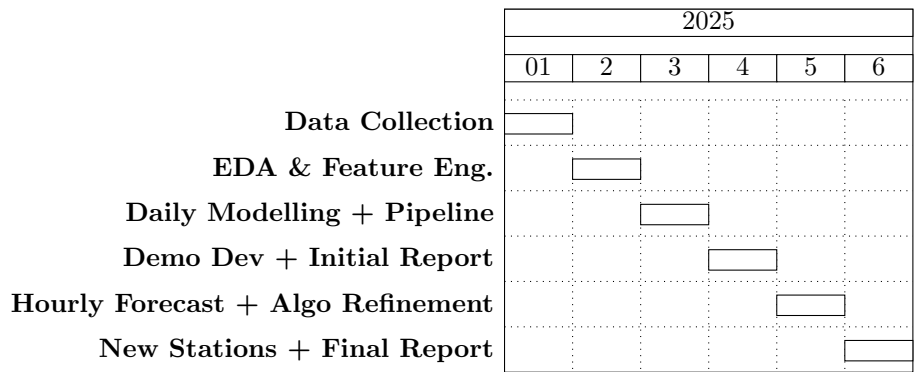 2025
01 2 3 4 5 6
Data Collection
EDA & Feature Eng.
Daily Modelling + Pipeline
Demo Dev + Initial Report
Hourly Forecast + Algo Refinement
New Stations + Final Report